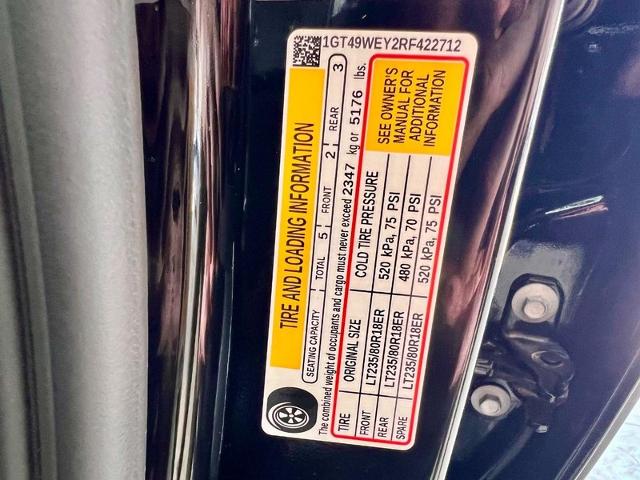 1GT49WEY2RF422712
TIRE AND LOADING INFORMATION
SEATING CAPACITY TOTAL 5 FRONT 2 REAR 3
The combined weight of occupants and cargo must never exceed 2347 kg or 5176 lbs.
TIRE ORIGINAL SIZE COLD TIRE PRESSURE
FRONT LT235/80R18ER 520 kPa, 75 PSI
REAR LT235/80R18ER 480 kPa, 70 PSI
SPARE LT235/80R18ER 520 kPa, 75 PSI
SEE OWNER'S
MANUAL FOR
ADDITIONAL
INFORMATION